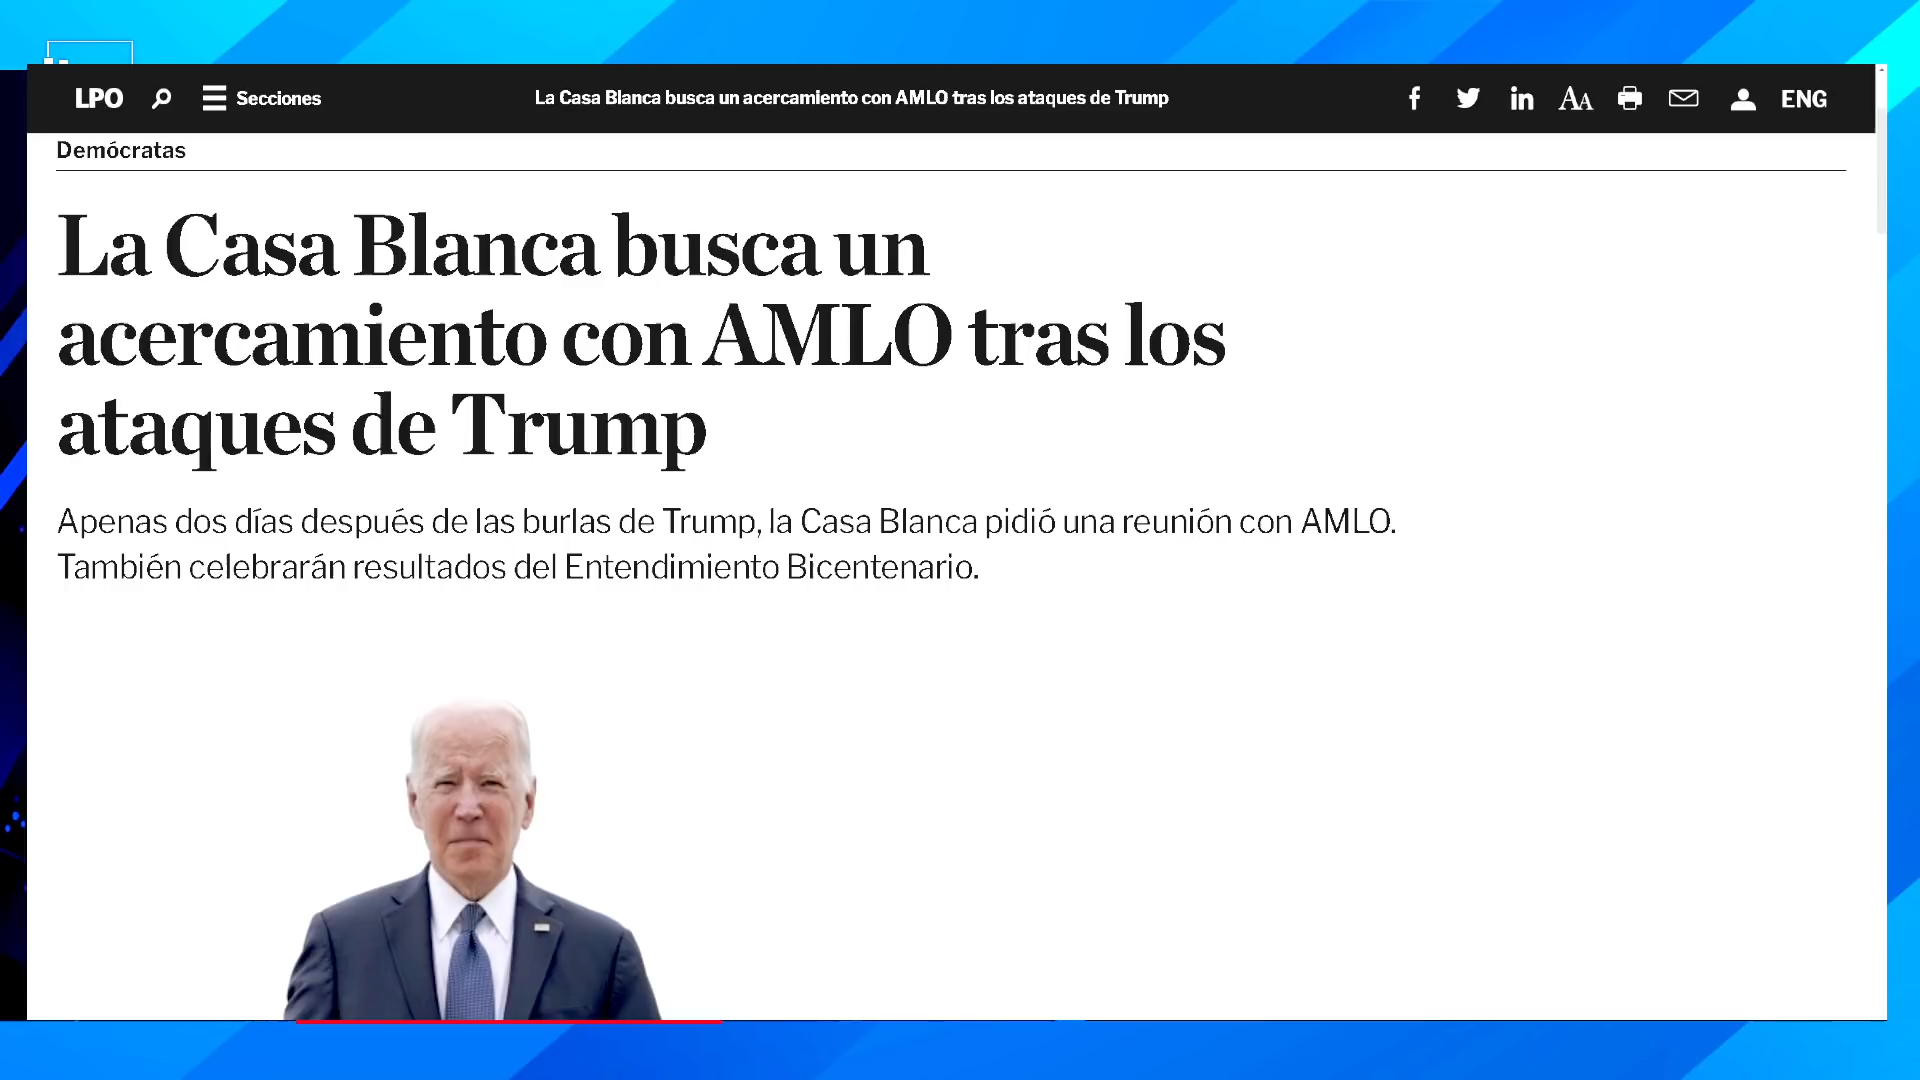 LPO
Secciones
La Casa Blanca busca un acercamiento con AMLO tras los ataques de Trump
AA
ENG
Demócratas
La Casa Blanca busca un
acercamiento con AMLO tras los
ataques de Trump
Apenas dos días después de las burlas de Trump, la Casa Blanca pidió una reunión con AMLO.
También celebrarán resultados del Entendimiento Bicentenario.